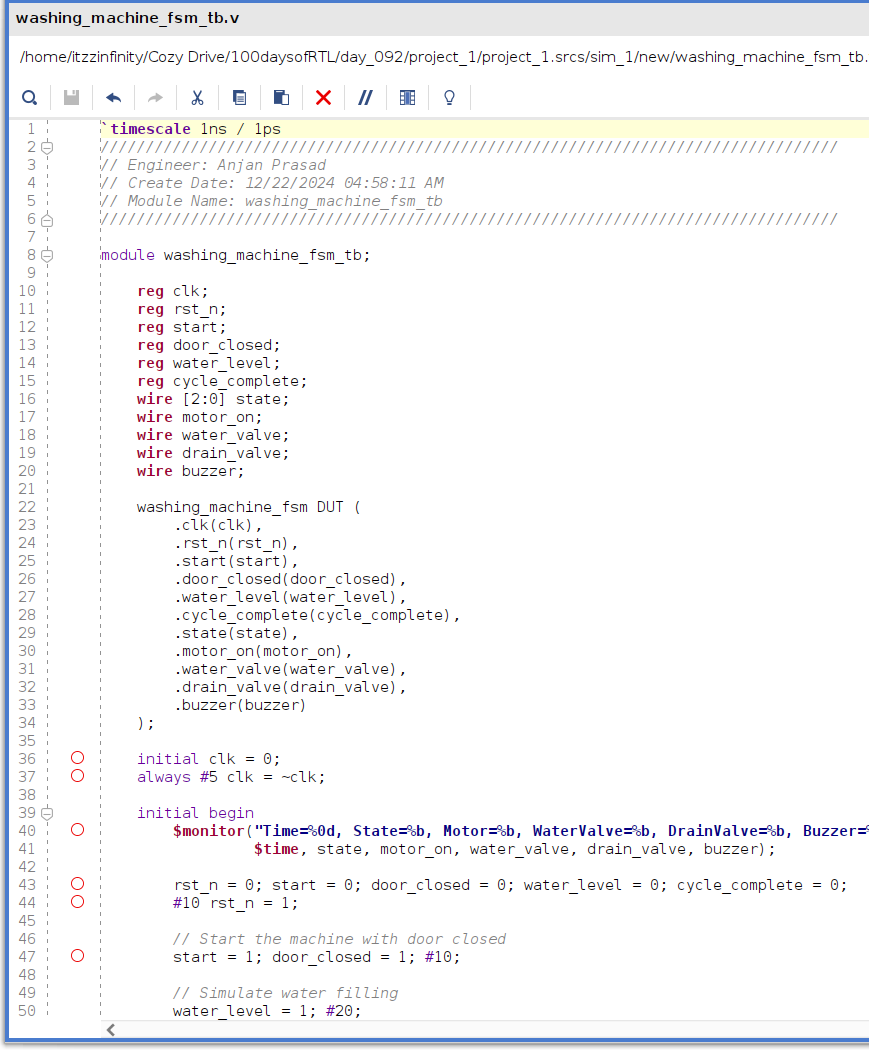 washing_machine_fsm_tb.v
/home/itzzinfinity/Cozy Drive/100daysofRTL/day_092/project_1/project_1.srcs/sim_1/new/washing_machine_fsm_tb.
1 `timescale 1ns / 1ps
2 //////////////////////////////////////////////////////////////////////////////////
3 // Engineer: Anjan Prasad
4 // Create Date: 12/22/2024 04:58:11 AM
5 // Module Name: washing_machine_fsm_tb
6 //////////////////////////////////////////////////////////////////////////////////
7
8 module washing_machine_fsm_tb;
9
10     reg clk;
11     reg rst_n;
12     reg start;
13     reg door_closed;
14     reg water_level;
15     reg cycle_complete;
16     wire [2:0] state;
17     wire motor_on;
18     wire water_valve;
19     wire drain_valve;
20     wire buzzer;
21
22     washing_machine_fsm DUT (
23         .clk(clk),
24         .rst_n(rst_n),
25         .start(start),
26         .door_closed(door_closed),
27         .water_level(water_level),
28         .cycle_complete(cycle_complete),
29         .state(state),
30         .motor_on(motor_on),
31         .water_valve(water_valve),
32         .drain_valve(drain_valve),
33         .buzzer(buzzer)
34     );
35
36     initial clk = 0;
37     always #5 clk = ~clk;
38
39     initial begin
40         $monitor("Time=%0d, State=%b, Motor=%b, WaterValve=%b, DrainValve=%b, Buzzer=%
41                  $time, state, motor_on, water_valve, drain_valve, buzzer);
42
43         rst_n = 0; start = 0; door_closed = 0; water_level = 0; cycle_complete = 0;
44         #10 rst_n = 1;
45
46         // Start the machine with door closed
47         start = 1; door_closed = 1; #10;
48
49         // Simulate water filling
50         water_level = 1; #20;